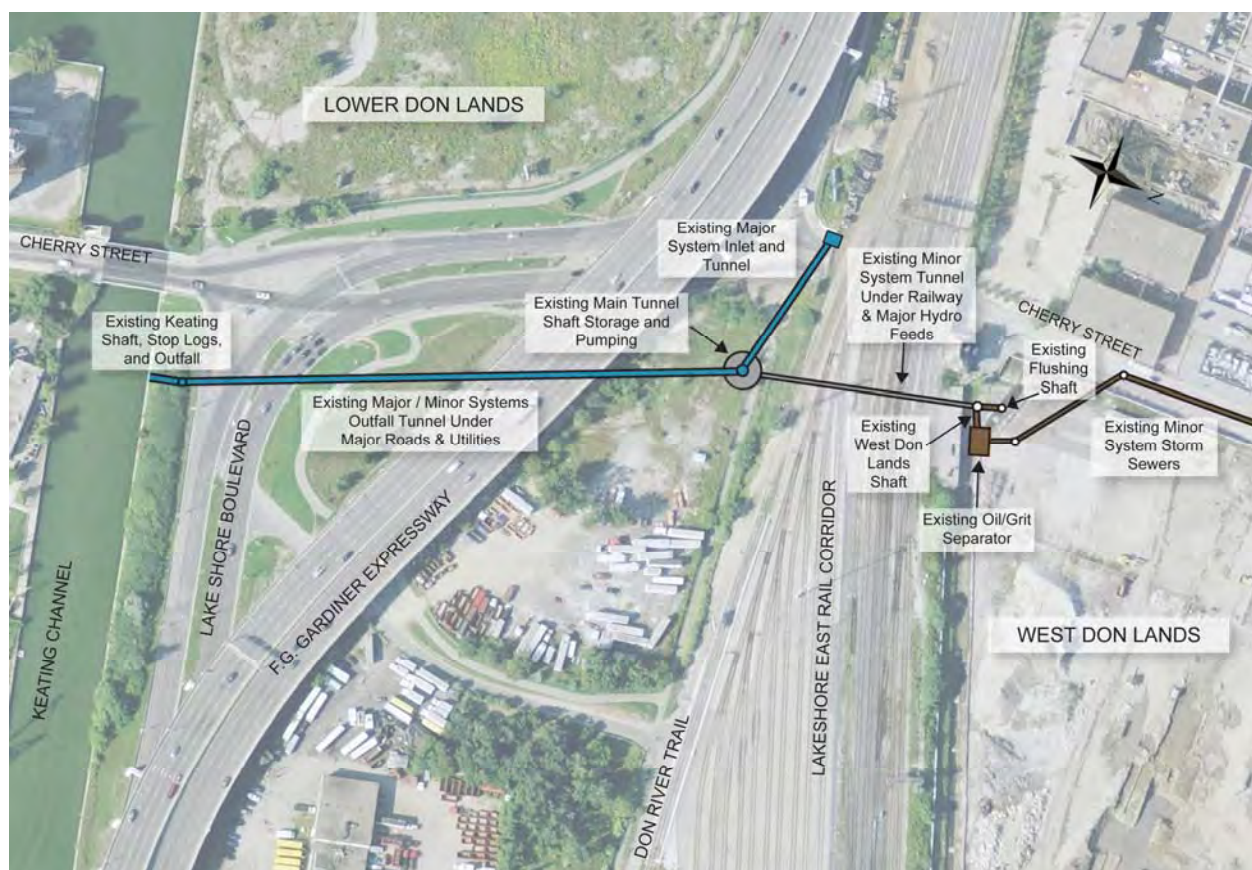 LOWER DON LANDS
N
CHERRY STREET
Existing Major
System Inlet and
Tunnel
Existing Minor
System Tunnel
Under Railway
& Major Hydro
Feeds
Existing Main Tunnel
Shaft Storage and
Pumping
CHERRY STREET
Existing Keating
Shaft, Stop Logs,
and Outfall
Existing
Flushing
Shaft
Existing Major / Minor Systems
Outfall Tunnel Under
Major Roads & Utilities
Existing
West Don
Lands
Shaft
Existing Minor
System Storm
Sewers
Existing Oil/Grit
Separator
KEATING CHANNEL
LAKE SHORE BOULEVARD
F.G. GARDINER EXPRESSWAY
DON RIVER TRAIL
LAKESHORE EAST RAIL CORRIDOR
WEST DON LANDS